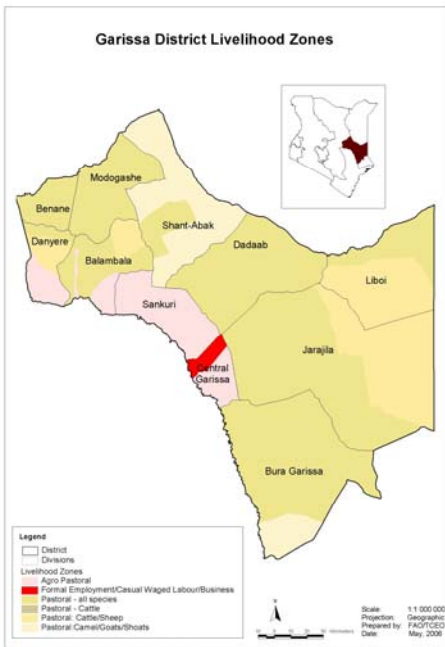 Garissa District Livelihood Zones
Modogashe
Benane
Shant-Abak
Danyere
Dadaab
Balambala
Liboi
Sankuri
Jarajila
Central
Garissa
Bura Garissa
Legend
District
Divisions
Livelihood Zones
Agro Pastoral
Formal Employment/Casual Waged Labour/Business
Pastoral - all species
Pastoral - Cattle
Pastoral: Cattle/Sheep
Pastoral:Camel/Goats/Shoats
Scale: 1:1 000 000
Projection: Geographic
Prepared by: FAO/TCEO
Date: May, 2006